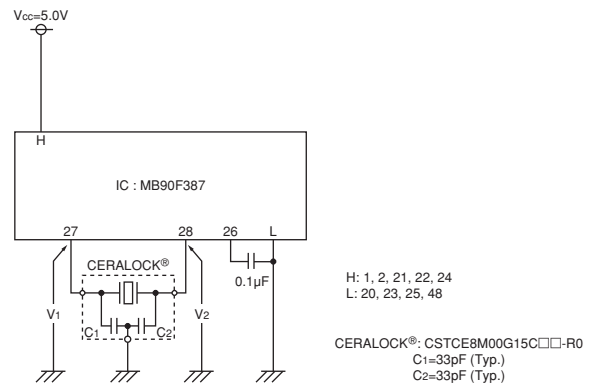 Vcc=5.0V
H
IC : MB90F387
27
28
26
L
CERALOCK®
0.1μF
V1
C1
C2
V2
H: 1, 2, 21, 22, 24
L: 20, 23, 25, 48
CERALOCK®: CSTCE8M00G15C□□-R0
C1=33pF (Typ.)
C2=33pF (Typ.)